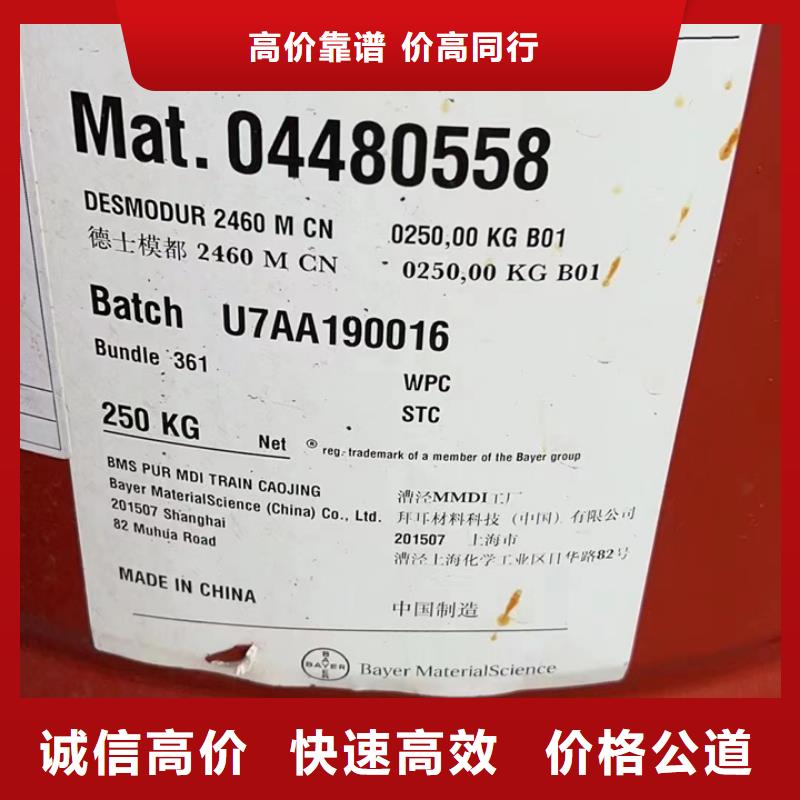 高价靠谱 价高同行
Mat. 04480558
DESMODUR 2460 M CN 0250,00 KG B01
德士模都 2460 M CN 0250,00 KG B01
Batch U7AA190016
Bundle 361
WPC
STC
250 KG Net ® reg. trademark of a member of the Bayer group
BMS PUR MDI TRAIN CAOJING
Bayer MaterialScience (China) Co., Ltd.
201507 Shanghai
82 Muhua Road
漕泾MMDI工厂
拜耳材料科技（中国）有限公司
201507 上海市
漕泾上海化学工业区目华路82号
MADE IN CHINA
中国制造
BAYER
Bayer MaterialScience
诚信高价 快速高效 价格公道